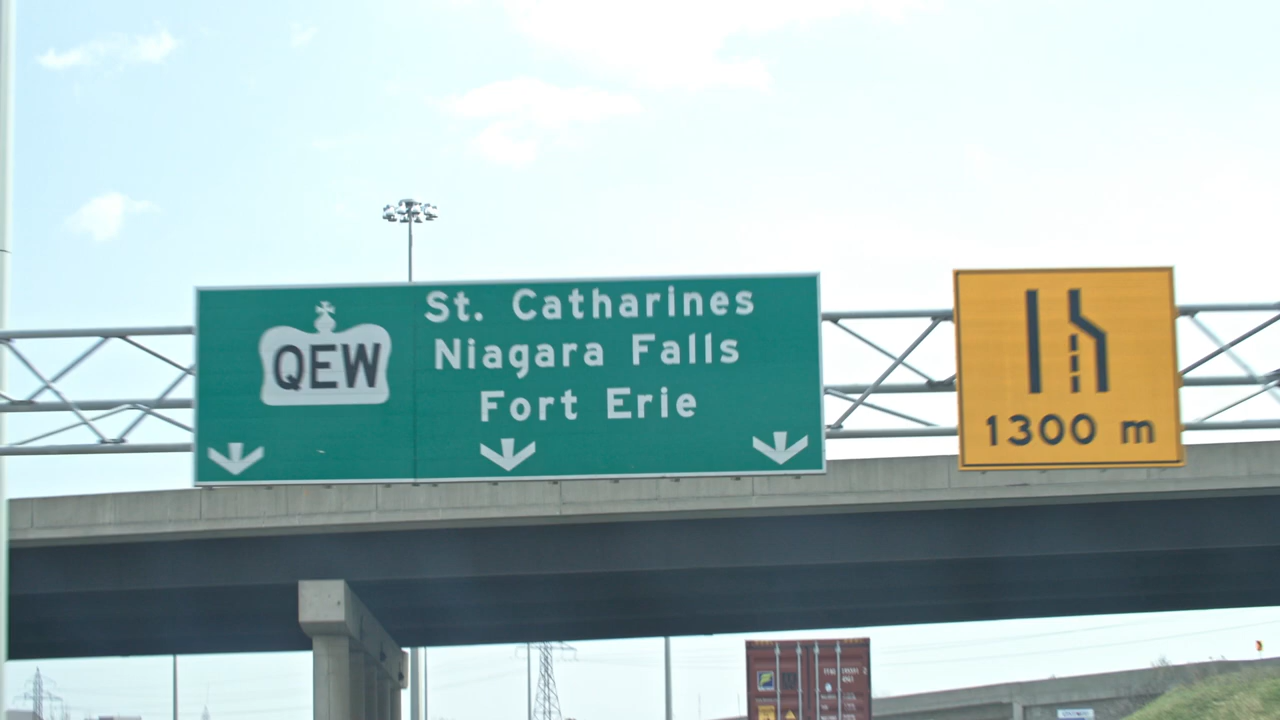 QEW
St. Catharines
Niagara Falls
Fort Erie
1300 m